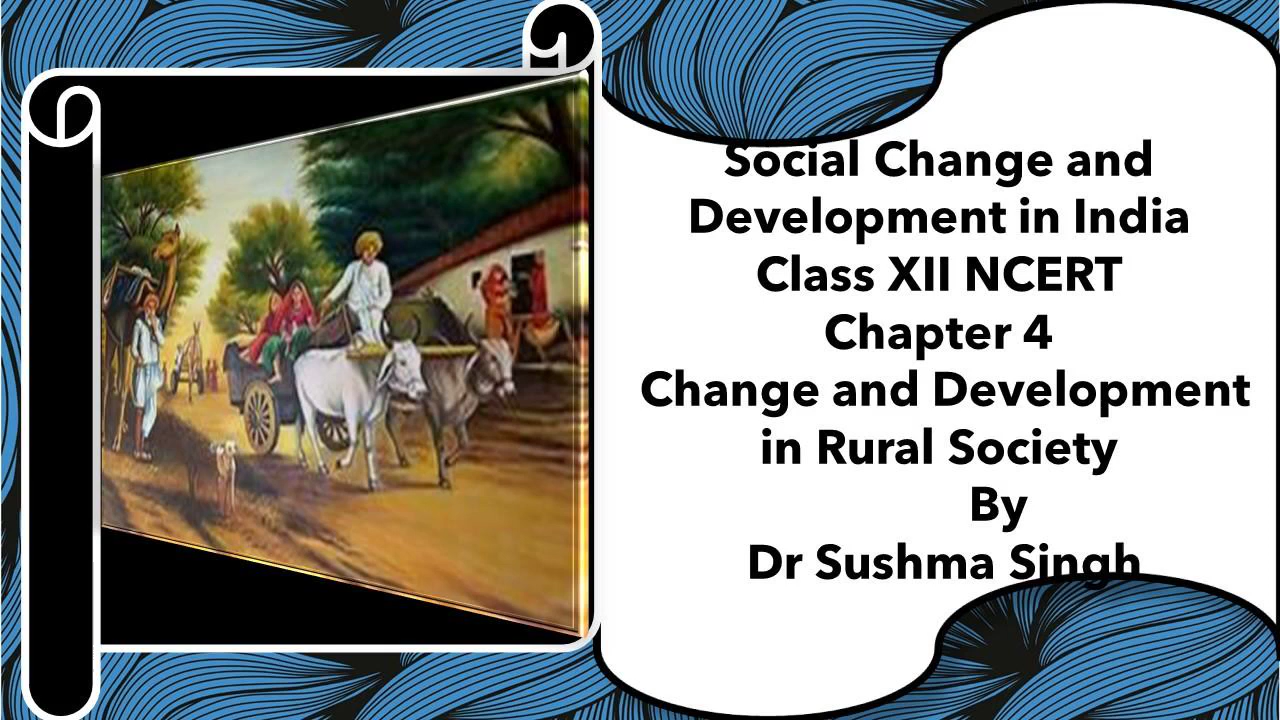 Social Change and
Development in India
Class XII NCERT
Chapter 4
Change and Development
in Rural Society
By
Dr Sushma Singh